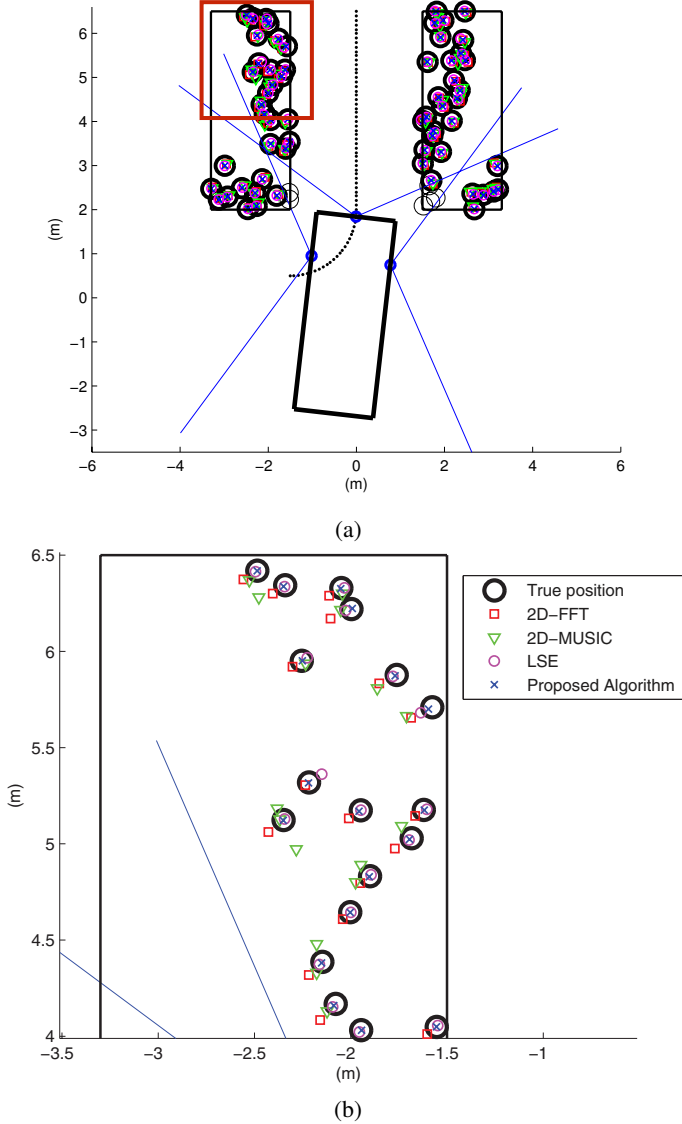 6
5
4
3
2
1
0
−1
−2
−3
(m)
−6 −4 −2 0 2 4 6
(m)
(a)
6.5
6
5.5
5
4.5
4
(m)
−3.5 −3 −2.5 −2 −1.5 −1
(m)
True position
2D−FFT
2D−MUSIC
LSE
Proposed Algorithm
(b)